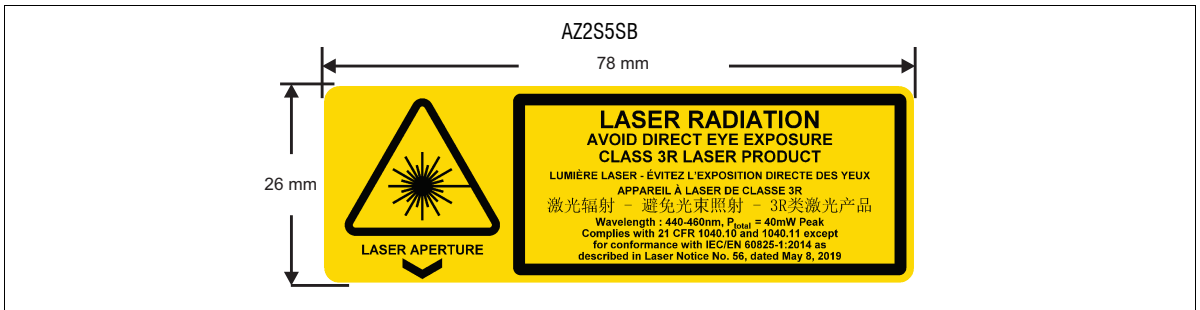 AZ2S5SB
78 mm
26 mm
LASER APERTURE
LASER RADIATION
AVOID DIRECT EYE EXPOSURE
CLASS 3R LASER PRODUCT
LUMIÈRE LASER - ÉVITEZ L'EXPOSITION DIRECTE DES YEUX
APPAREIL À LASER DE CLASSE 3R
激光辐射 - 避免光束照射 - 3R类激光产品
Wavelength : 440-460nm, Ptotal = 40mW Peak
Complies with 21 CFR 1040.10 and 1040.11 except
for conformance with IEC/EN 60825-1:2014 as
described in Laser Notice No. 56, dated May 8, 2019